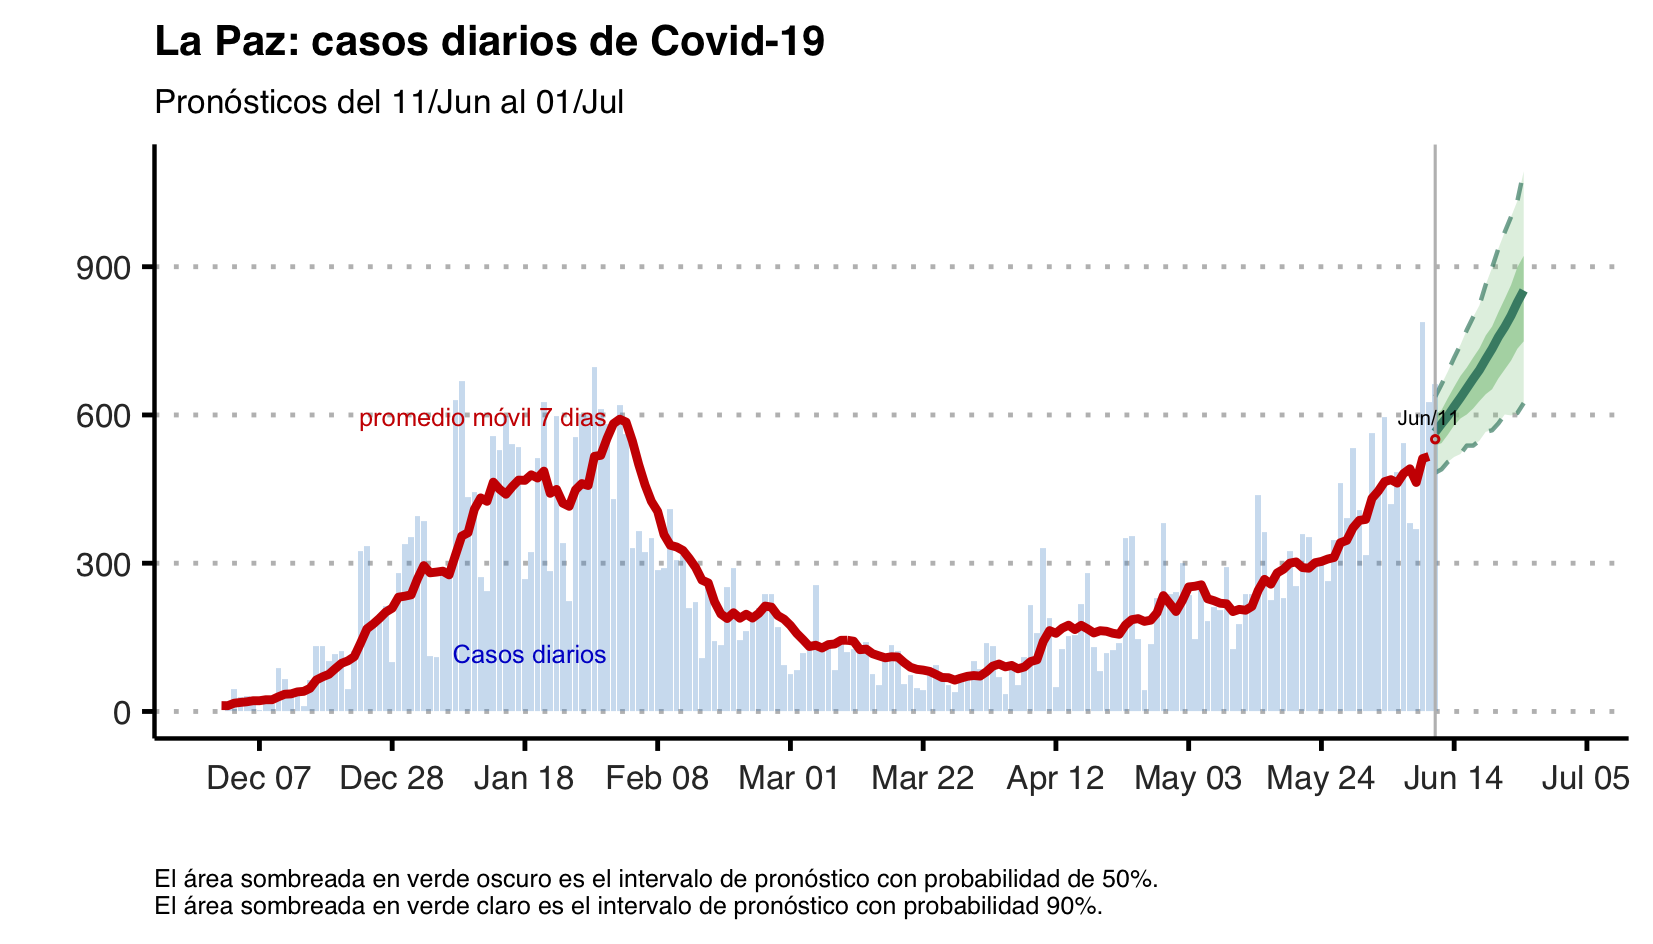 La Paz: casos diarios de Covid-19
Pronósticos del 11/Jun al 01/Jul
900
600
300
0
promedio móvil 7 dias
Jun/11
Casos diarios
Dec 07 Dec 28 Jan 18 Feb 08 Mar 01 Mar 22 Apr 12 May 03 May 24 Jun 14 Jul 05
El área sombreada en verde oscuro es el intervalo de pronóstico con probabilidad de 50%.
El área sombreada en verde claro es el intervalo de pronóstico con probabilidad 90%.